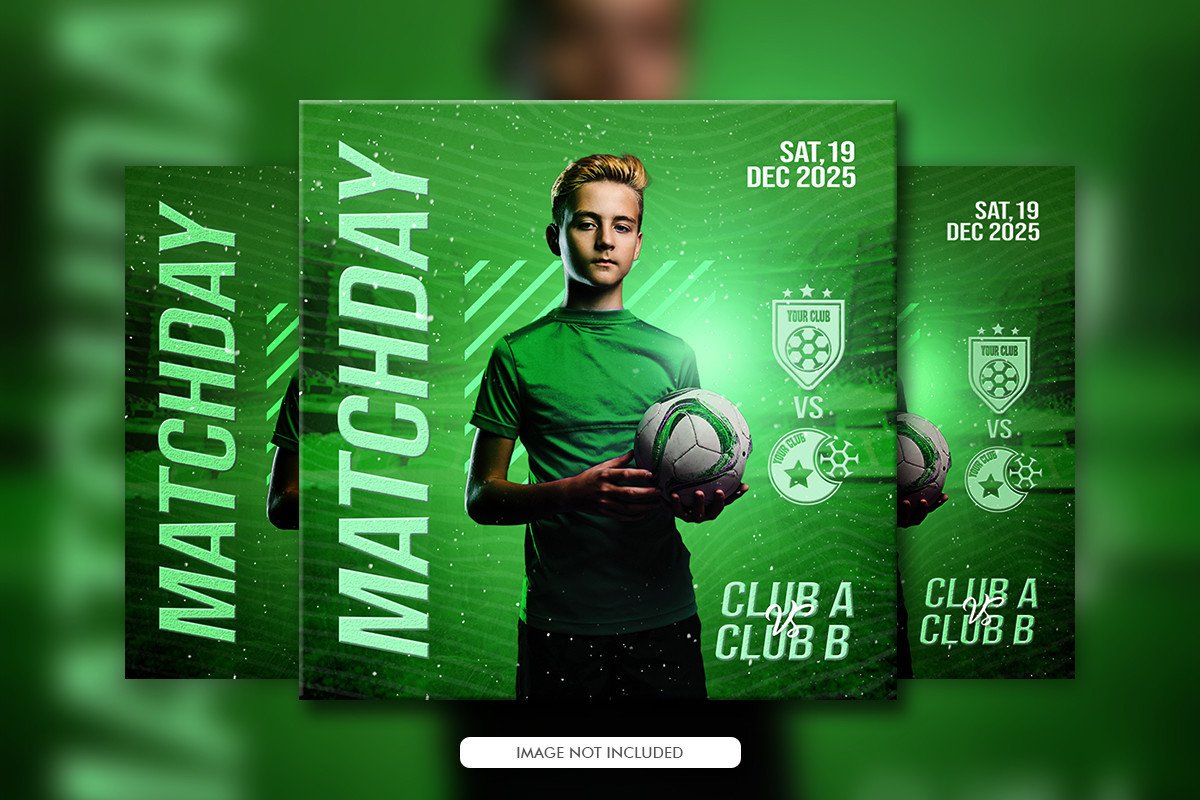 MATCHDAY
MATCHDAY
SAT, 19
DEC 2025
YOUR CLUB
VS
YOUR CLUB
CLUB A
Vs
CLUB B
SAT, 19
DEC 2025
YOUR CLUB
VS
YOUR CLUB
CLUB A
Vs
CLUB B
IMAGE NOT INCLUDED